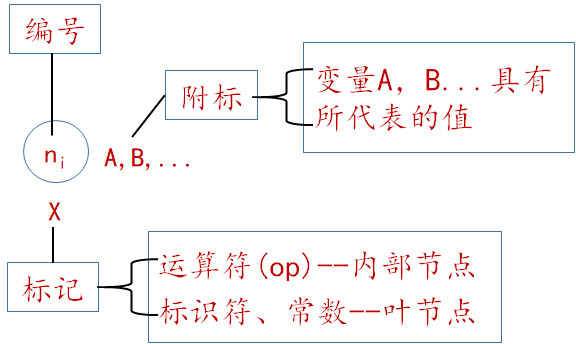 编号
附标
变量A, B...具有
所代表的值
ni
A,B,...
X
标记
运算符(op)--内部节点
标识符、常数--叶节点